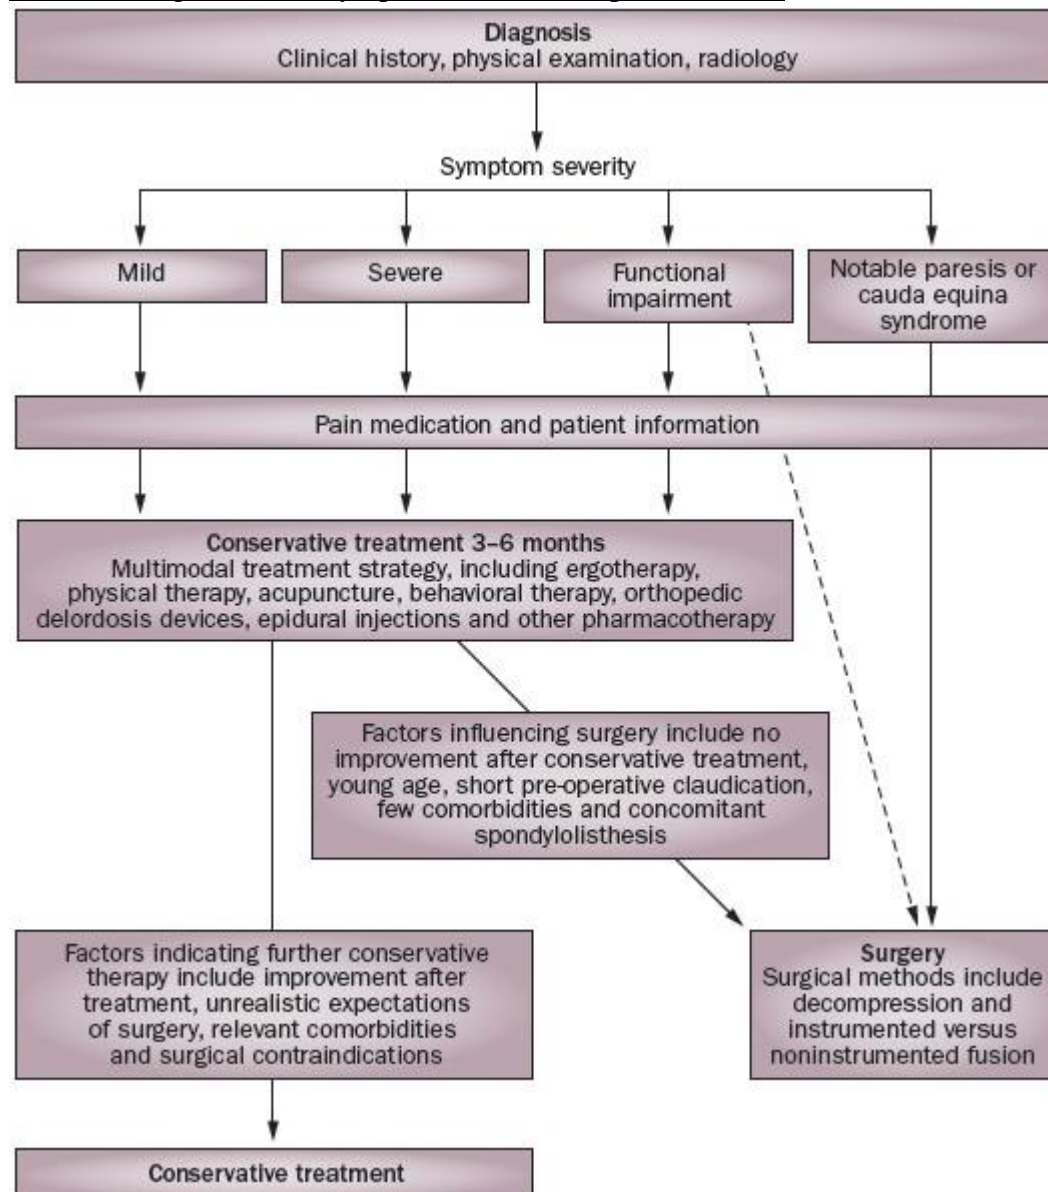 Diagnosis
Clinical history, physical examination, radiology
Symptom severity
Mild
Severe
Functional
impairment
Notable paresis or
cauda equina
syndrome
Pain medication and patient information
Conservative treatment 3–6 months
Multimodal treatment strategy, including ergotherapy,
physical therapy, acupuncture, behavioral therapy, orthopedic
delordosis devices, epidural injections and other pharmacotherapy
Factors influencing surgery include no
improvement after conservative treatment,
young age, short pre-operative claudication,
few comorbidities and concomitant
spondylolisthesis
Factors indicating further conservative
therapy include improvement after
treatment, unrealistic expectations
of surgery, relevant comorbidities
and surgical contraindications
Surgery
Surgical methods include
decompression and
instrumented versus
noninstrumented fusion
Conservative treatment